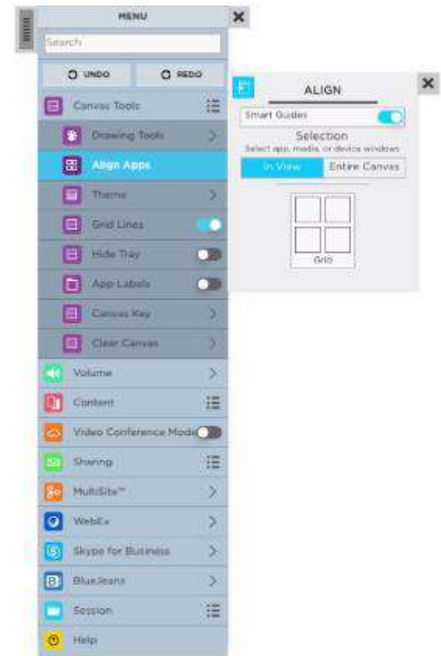 MENU
Search
UNDO
REDO
Canvas Tools
Drawing Tools
Align Apps
Theme
Grid Lines
Hide Tray
App Labels
Canvas Key
Clear Canvas
Volume
Content
Video Conference Mode
Sharing
MultiSite™
WebEx
Skype for Business
BlueJeans
Session
Help
ALIGN
Smart Guides
Selection
Select app, media, or device windows
In View
Entire Canvas
Grid